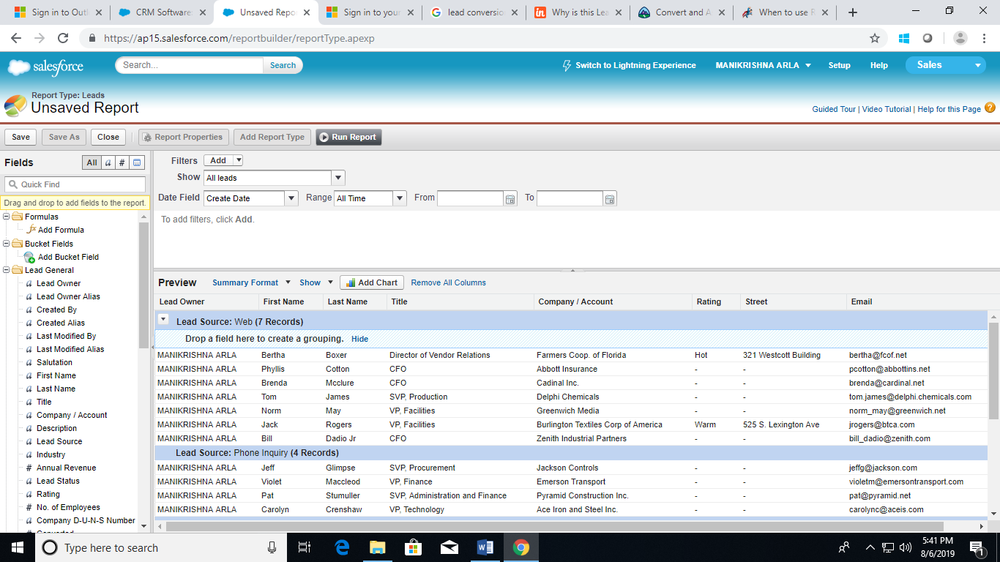 Sign in to Outl
CRM Software
Unsaved Repo
Sign in to your
lead conversio
Why is this Lea
Convert and A
When to use R
https://ap15.salesforce.com/reportbuilder/reportType.apexp
salesforce
Search...
Search
Switch to Lightning Experience
MANIKRISHNA ARLA
Setup
Help
Sales
Report Type: Leads
Unsaved Report
Guided Tour | Video Tutorial | Help for this Page
Save
Save As
Close
Report Properties
Add Report Type
Run Report
Fields
All
a
#
Quick Find
Drag and drop to add fields to the report.
Formulas
Add Formula
Bucket Fields
Add Bucket Field
Lead General
a Lead Owner
a Lead Owner Alias
a Created By
a Created Alias
a Last Modified By
a Last Modified Alias
a Salutation
a First Name
a Last Name
a Title
a Company / Account
a Description
a Lead Source
a Industry
# Annual Revenue
a Lead Status
a Rating
# No. of Employees
a Company D-U-N-S Number
Filters Add
Show All leads
Date Field Create Date Range All Time From To
To add filters, click Add.
Preview Summary Format Show Add Chart Remove All Columns
Lead Owner First Name Last Name Title Company / Account Rating Street Email
Lead Source: Web (7 Records)
Drop a field here to create a grouping. Hide
MANIKRISHNA ARLA Bertha Boxer Director of Vendor Relations Farmers Coop. of Florida Hot 321 Westcott Building bertha@fcof.net
MANIKRISHNA ARLA Phyllis Cotton CFO Abbott Insurance - - pcotton@abbottins.net
MANIKRISHNA ARLA Brenda Mcclure CFO Cadinal Inc. - - brenda@cardinal.net
MANIKRISHNA ARLA Tom James SVP, Production Delphi Chemicals - - tom.james@delphi.chemicals.com
MANIKRISHNA ARLA Norm May VP, Facilities Greenwich Media - - norm_may@greenwich.net
MANIKRISHNA ARLA Jack Rogers VP, Facilities Burlington Textiles Corp of America Warm 525 S. Lexington Ave jrogers@btca.com
MANIKRISHNA ARLA Bill Dadio Jr CFO Zenith Industrial Partners - - bill_dadio@zenith.com
Lead Source: Phone Inquiry (4 Records)
MANIKRISHNA ARLA Jeff Glimpse SVP, Procurement Jackson Controls - - jeffg@jackson.com
MANIKRISHNA ARLA Violet Maccleod VP, Finance Emerson Transport - - violetm@emersontransport.com
MANIKRISHNA ARLA Pat Stumuller SVP, Administration and Finance Pyramid Construction Inc. - - pat@pyramid.net
MANIKRISHNA ARLA Carolyn Crenshaw VP, Technology Ace Iron and Steel Inc. - - carolync@aceis.com
Type here to search
5:41 PM
8/6/2019
1